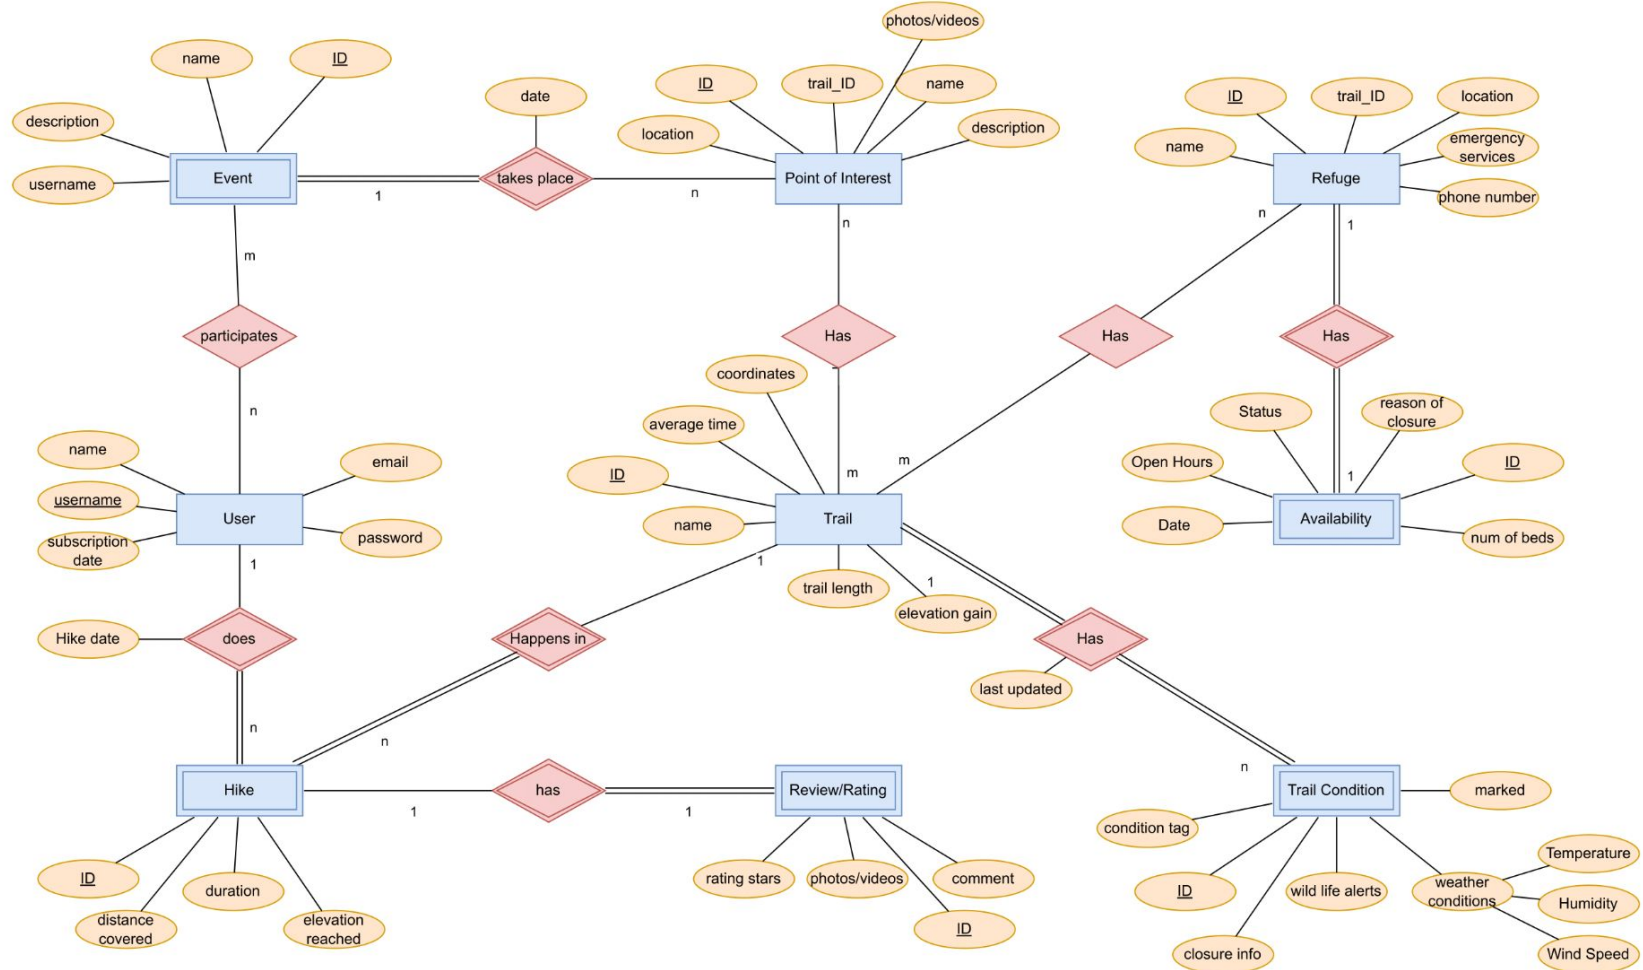 photos/videos
name
ID
date
ID
trail_ID
name
ID
trail_ID
location
description
location
description
name
emergency
services
username
Event
takes place
Point of Interest
Refuge
phone number
1
n
n
n
1
m
participates
Has
Has
Has
coordinates
average time
Status
reason of
closure
n
name
email
ID
m
m
Open Hours
ID
1
username
User
subscription
date
password
name
Trail
Date
Availability
num of beds
1
1
trail length
1
elevation gain
Hike date
does
Happens in
Has
last updated
n
n
n
Hike
has
Review/Rating
Trail Condition
marked
1
1
condition tag
ID
duration
distance
covered
elevation
reached
rating stars
photos/videos
comment
ID
ID
wild life alerts
weather
conditions
Temperature
Humidity
Wind Speed
closure info